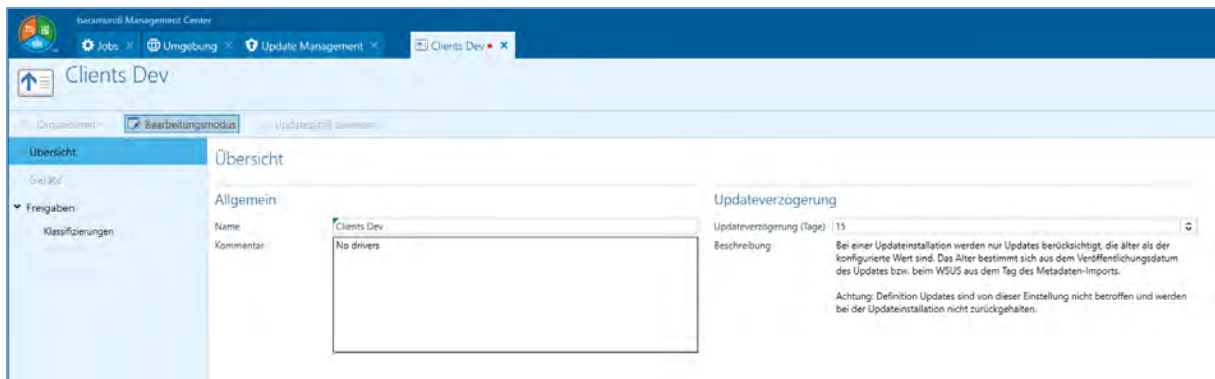 baramundi Management Center
Jobs
Umgebung
Update Management
Clients Dev
Clients Dev
Organisieren
Bearbeitungsmodus
Übersicht
Geräte
Freigaben
Klassifizierungen
Übersicht
Allgemein
Name
Clients Dev
Kommentar
No drivers
Updateverzögerung
Updateverzögerung (Tage)
15
Beschreibung
Bei einer Updateinstallation werden nur Updates berücksichtigt, die älter als der
konfigurierte Wert sind. Das Alter bestimmt sich aus dem Veröffentlichungsdatum
des Updates bzw. beim WSUS aus dem Tag des Metadaten-Imports.
Achtung: Definition Updates sind von dieser Einstellung nicht betroffen und werden
bei der Updateinstallation nicht zurückgehalten.